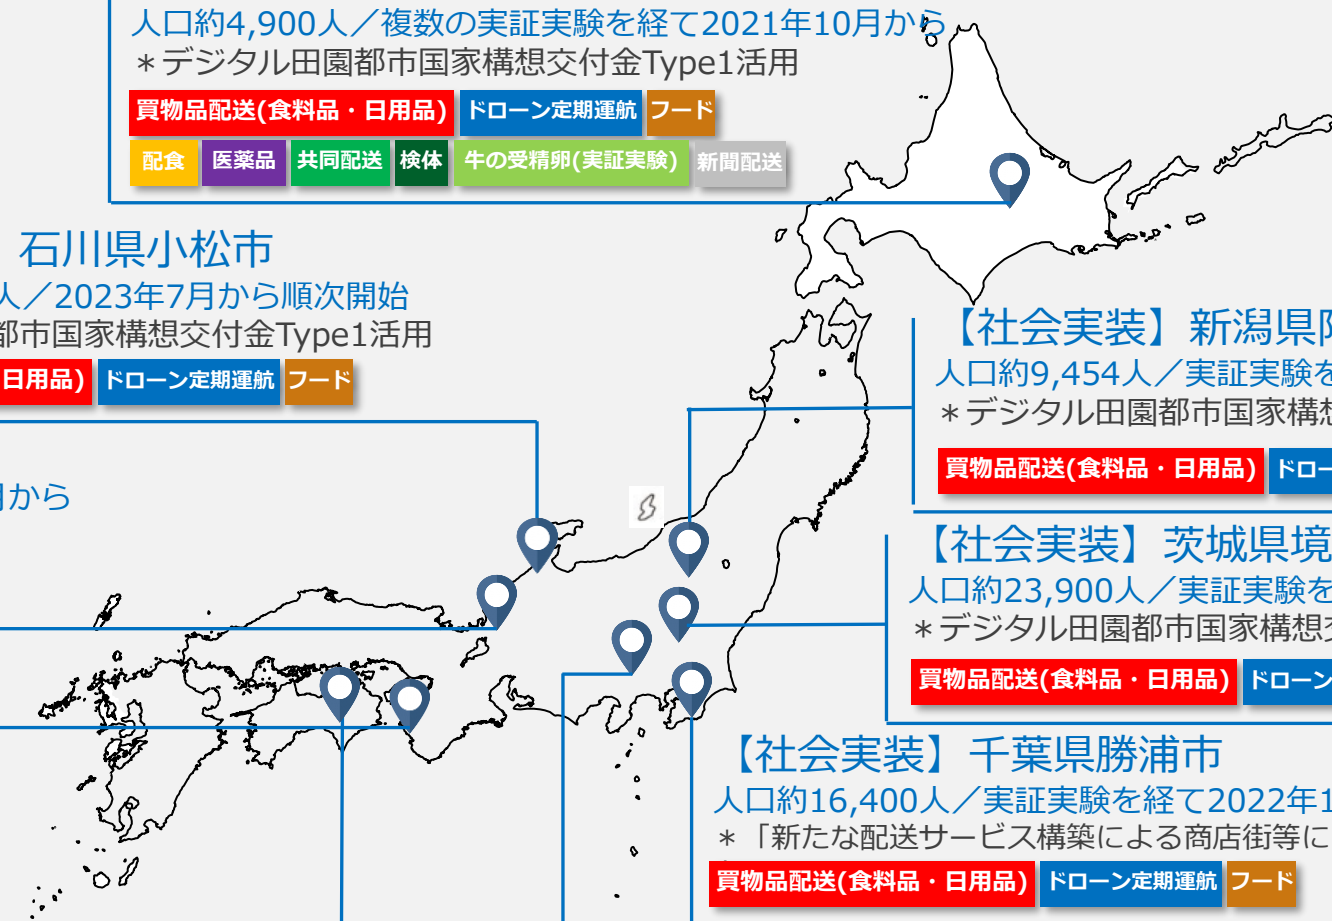 人口約4,900人／複数の実証実験を経て2021年10月から
＊デジタル田園都市国家構想交付金Type1活用
買物品配送(食料品・日用品) ドローン定期運航 フード
配食 医薬品 共同配送 検体 牛の受精卵(実証実験) 新聞配送
石川県小松市
人／2023年7月から順次開始
都市国家構想交付金Type1活用
日用品) ドローン定期運航 フード
月から
【社会実装】新潟県
人口約9,454人／実証実験を
＊デジタル田園都市国家構想
買物品配送(食料品・日用品) ドロー
【社会実装】茨城県境
人口約23,900人／実証実験を
＊デジタル田園都市国家構想交
買物品配送(食料品・日用品) ドローン
【社会実装】千葉県勝浦市
人口約16,400人／実証実験を経て2022年1
＊「新たな配送サービス構築による商店街等に
買物品配送(食料品・日用品) ドローン定期運航 フード